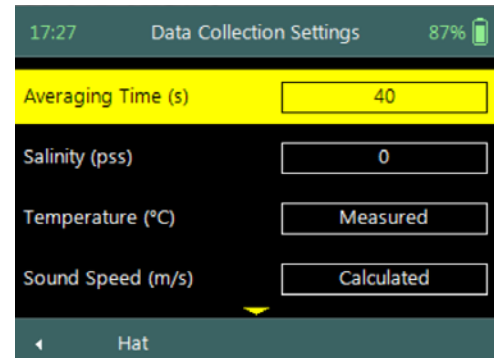 17:27 Data Collection Settings 87%
Averaging Time (s) 40
Salinity (pss) 0
Temperature (°C) Measured
Sound Speed (m/s) Calculated
Hat